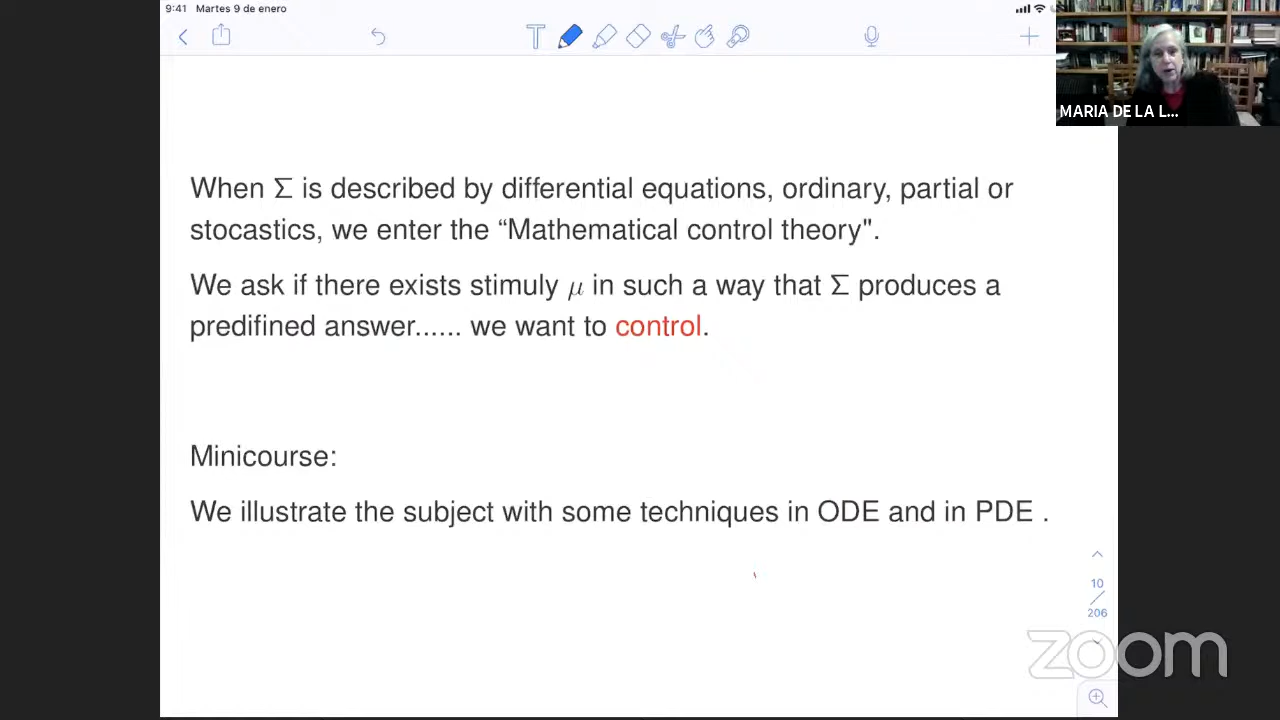 9:41 Martes 9 de enero
MARIA DE LA L...
When Σ is described by differential equations, ordinary, partial or
stocastics, we enter the “Mathematical control theory".
We ask if there exists stimuly μ in such a way that Σ produces a
predifined answer...... we want to control.
Minicourse:
We illustrate the subject with some techniques in ODE and in PDE .
10
206
zoom